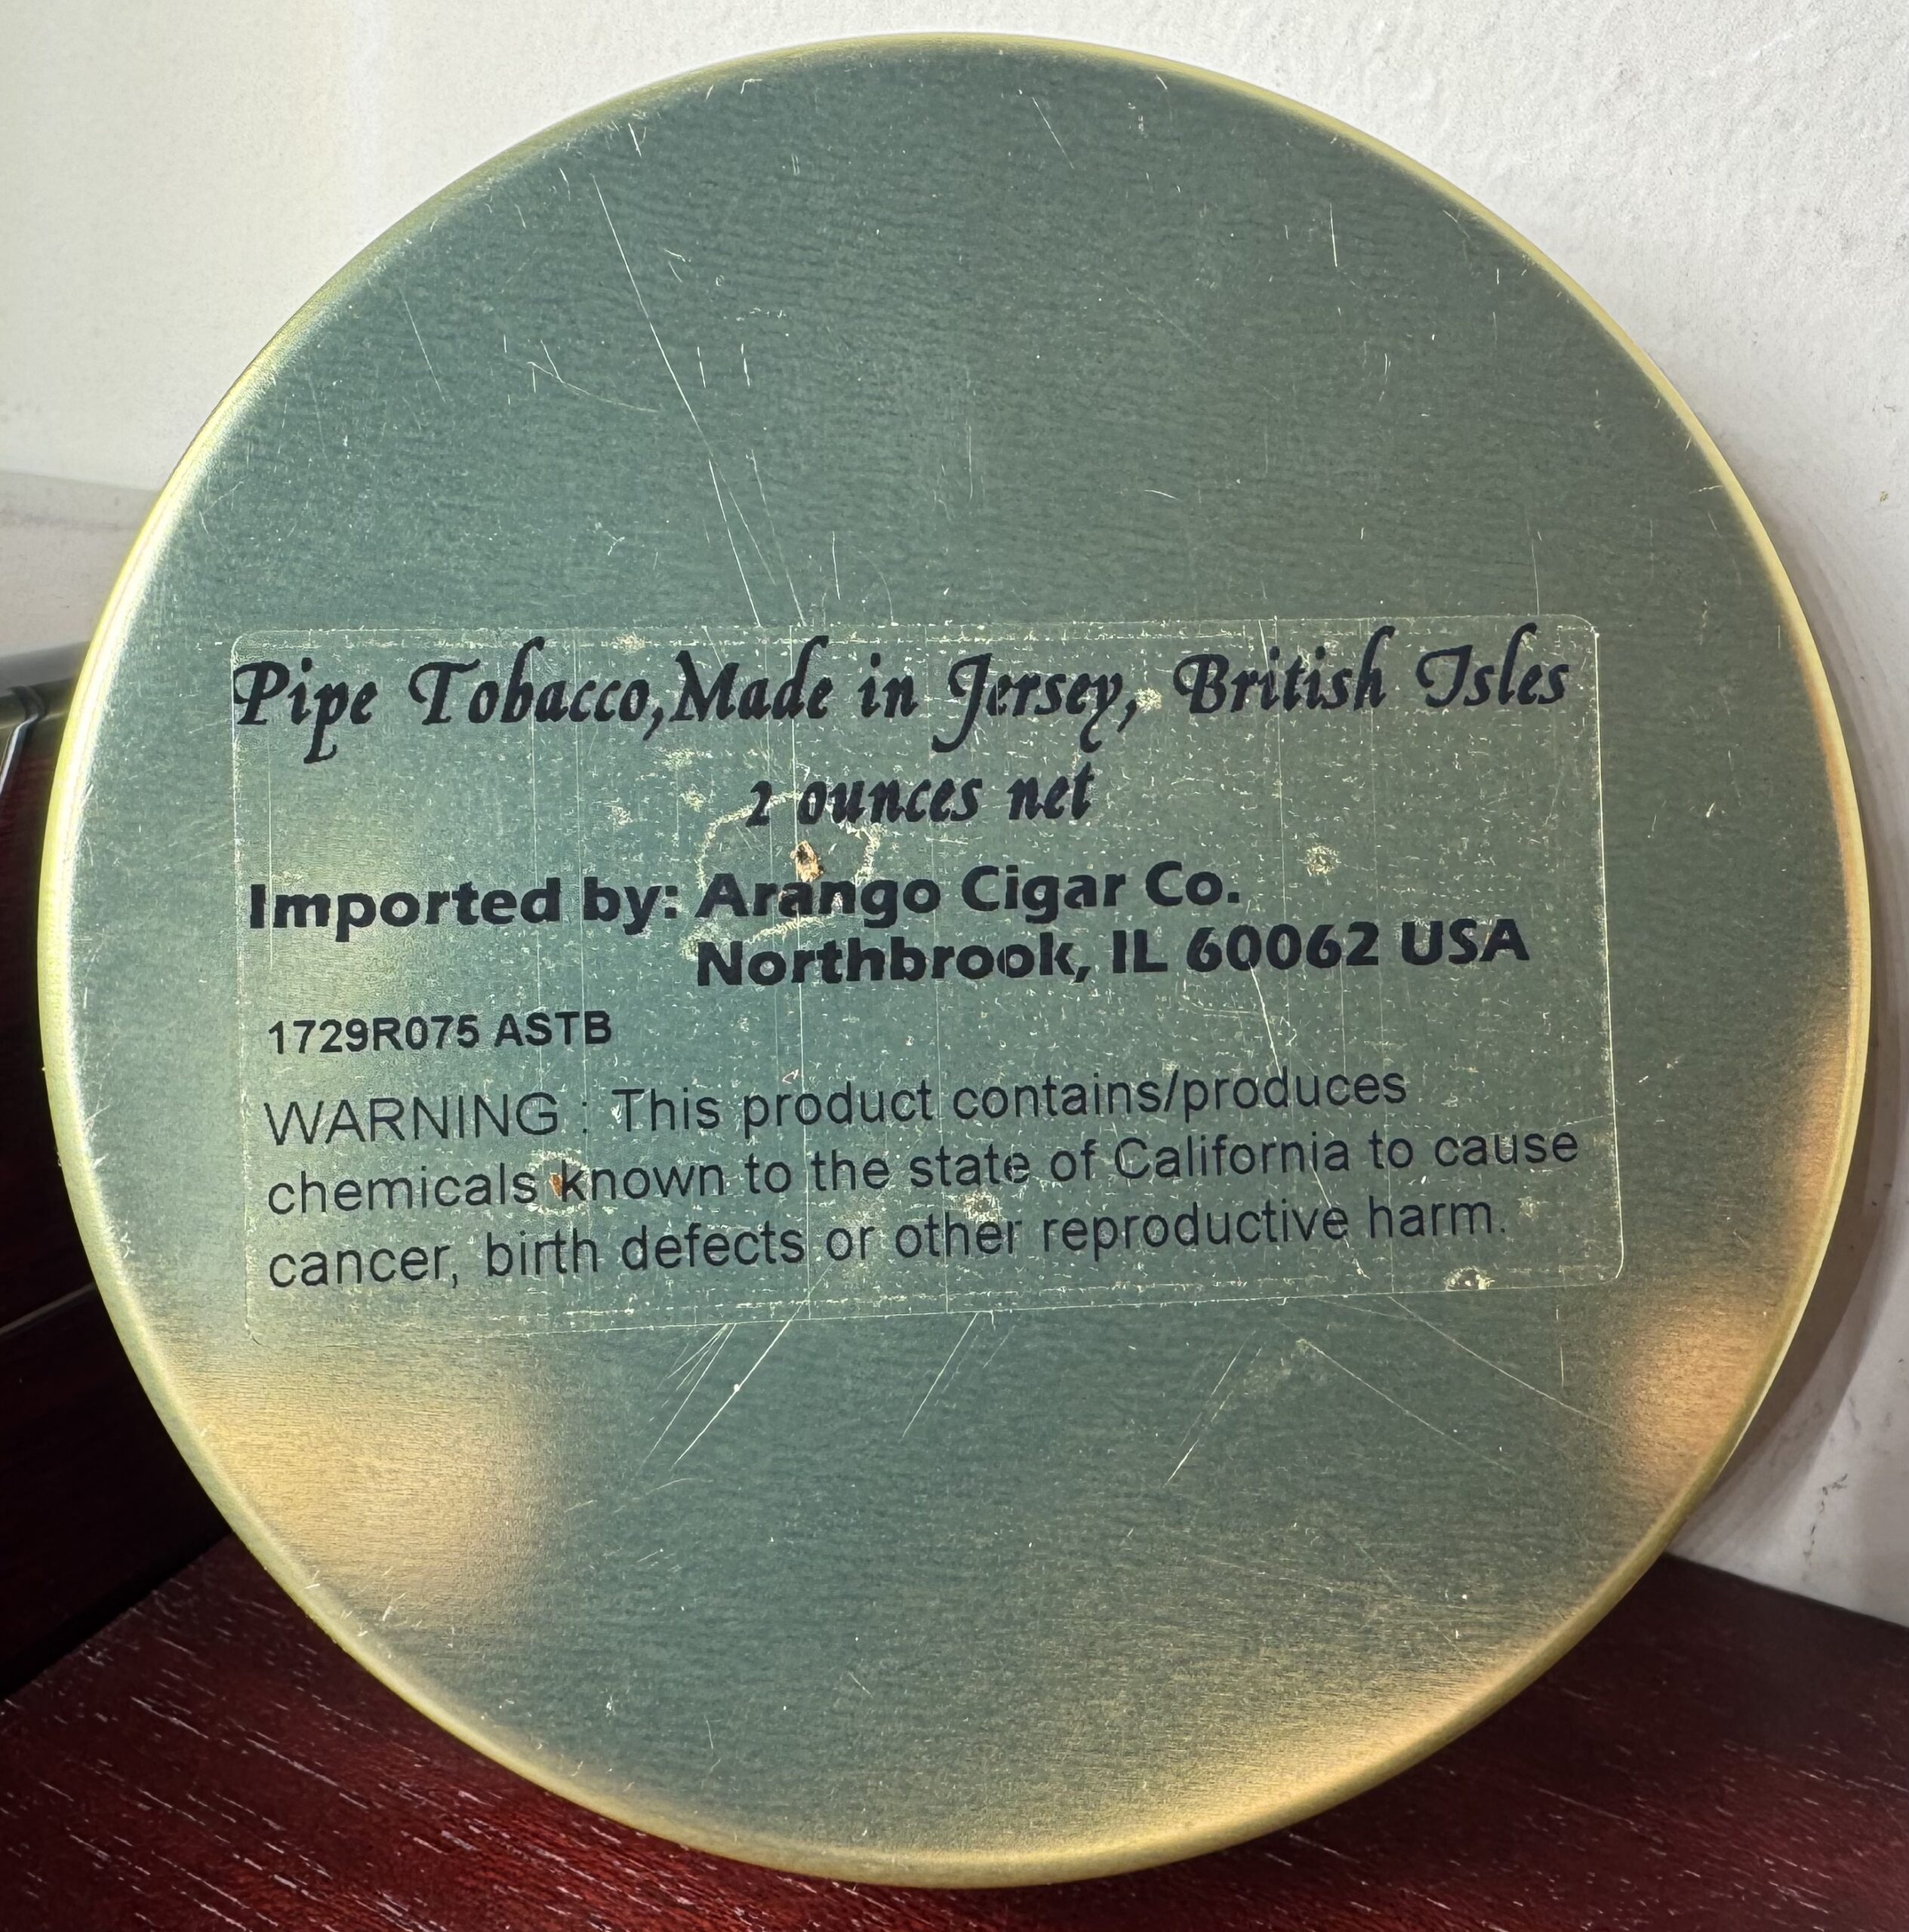 Pipe Tobacco,Made in Jersey, British Isles
2 ounces net
Imported by: Arango Cigar Co.
Northbrook, IL 60062 USA
1729R075 ASTB
WARNING : This product contains/produces
chemicals known to the state of California to cause
cancer, birth defects or other reproductive harm.